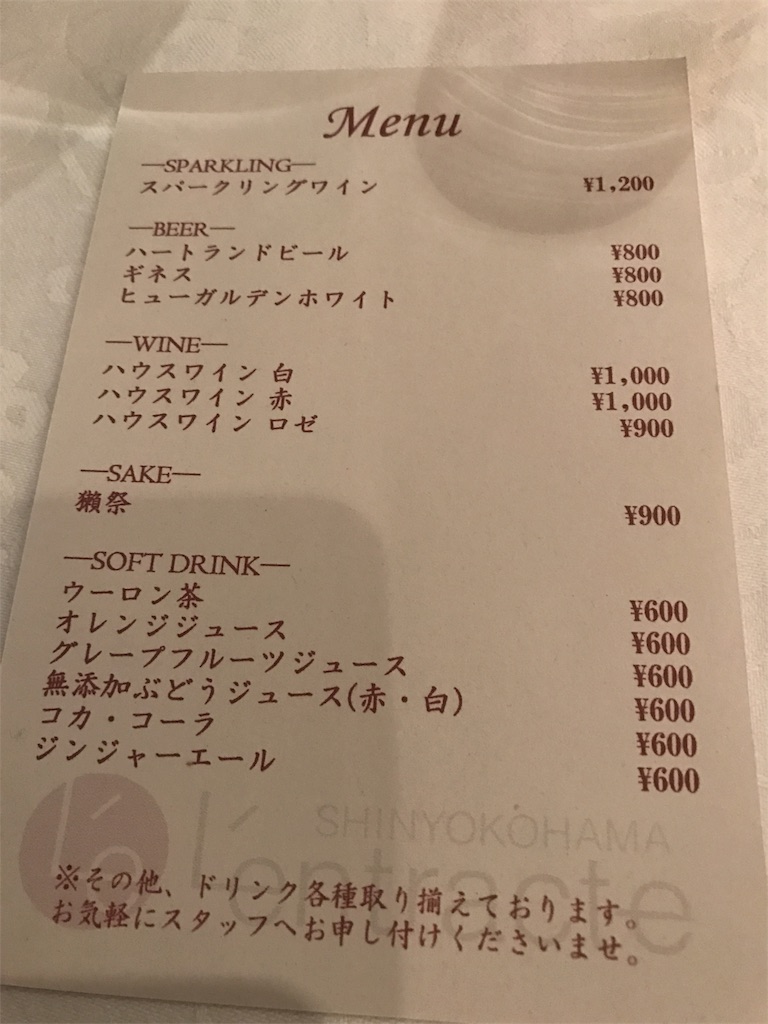 Menu
—SPARKLING—
スパークリングワイン ¥1,200
—BEER—
ハートランドビール ¥800
ギネス ¥800
ヒューガルデンホワイト ¥800
—WINE—
ハウスワイン 白 ¥1,000
ハウスワイン 赤 ¥1,000
ハウスワイン ロゼ ¥900
—SAKE—
獺祭 ¥900
—SOFT DRINK—
ウーロン茶 ¥600
オレンジジュース ¥600
グレープフルーツジュース ¥600
無添加ぶどうジュース(赤・白) ¥600
コカ・コーラ ¥600
ジンジャーエール ¥600
SHINYOKOHAMA
l'entracte
※その他、ドリンク各種取り揃えております。
お気軽にスタッフへお申し付けくださいませ。